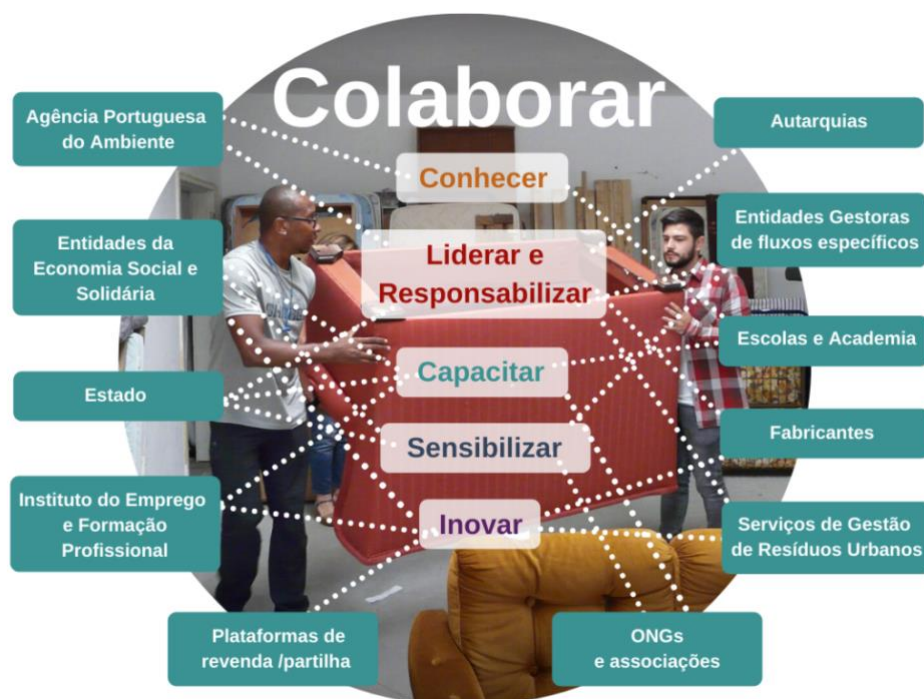 Colaborar
Agência Portuguesa
do Ambiente
Entidades da
Economia Social e
Solidária
Estado
Instituto do Emprego
e Formação
Profissional
Plataformas de
revenda /partilha
Conhecer
Liderar e
Responsabilizar
Capacitar
Sensibilizar
Inovar
Autarquias
Entidades Gestoras
de fluxos específicos
Escolas e Academia
Fabricantes
Serviços de Gestão
de Resíduos Urbanos
ONGs
e associações